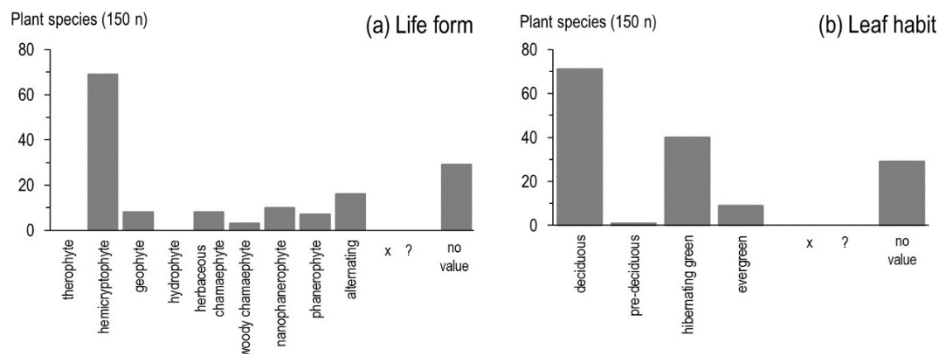 Plant species (150 n)
(a) Life form
80
60
40
20
0
therophyte
hemicryptophyte
geophyte
hydrophyte
herbaceous
chamaephyte
woody chamaephyte
nanophanerophyte
phanerophyte
alternating
x
?
no
value
Plant species (150 n)
(b) Leaf habit
80
60
40
20
0
deciduous
pre-deciduous
hibernating green
evergreen
x
?
no
value